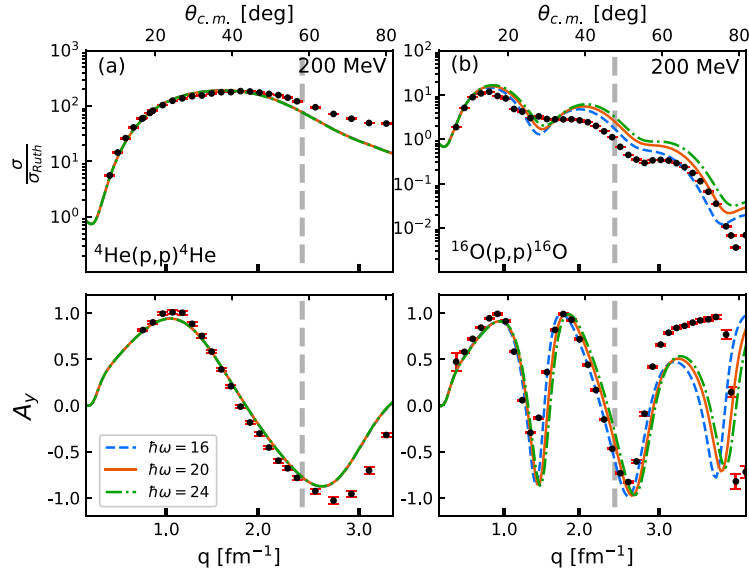 θc.m. [deg] θc.m. [deg]
20 40 60 80 20 40 60 80
(a) 200 MeV (b) 200 MeV
10³ 10²
10² 10¹
10¹ 10⁰
10⁰ 10⁻¹
10⁻²
σ
σRuth
⁴He(p,p)⁴He ¹⁶O(p,p)¹⁶O
1.0 1.0
0.5 0.5
0.0 0.0
-0.5 -0.5
-1.0 -1.0
Ay
ħω = 16
ħω = 20
ħω = 24
1.0 2.0 3.0 1.0 2.0 3.0
q [fm⁻¹] q [fm⁻¹]